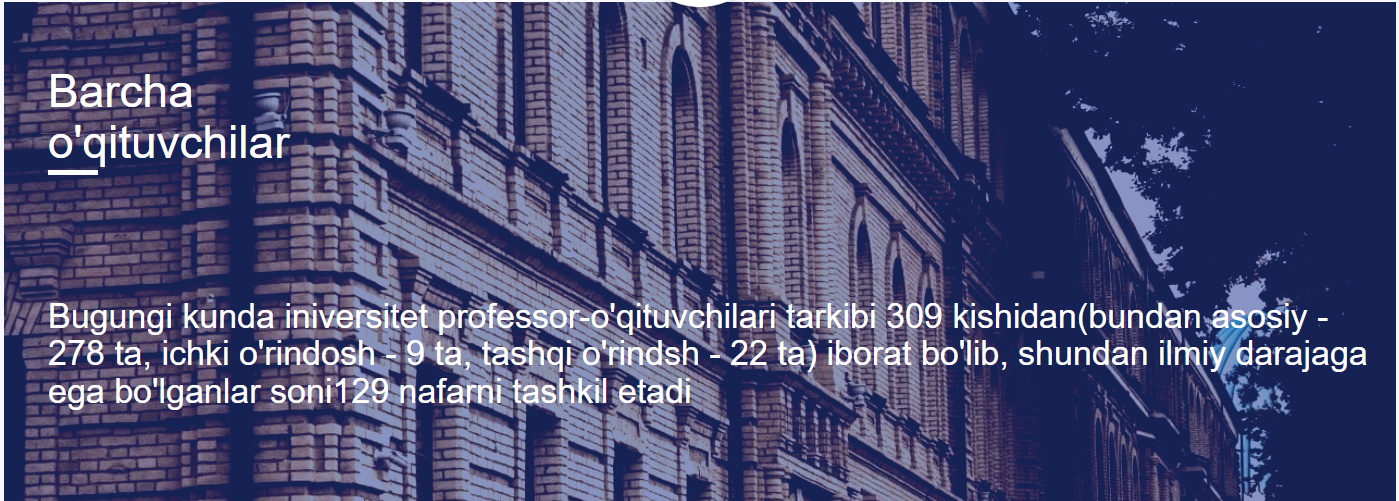 Barcha
o'qituvchilar
Bugungi kunda iniversitet professor-o'qituvchilari tarkibi 309 kishidan(bundan asosiy -
278 ta, ichki o'rindosh - 9 ta, tashqi o'rindsh - 22 ta) iborat bo'lib, shundan ilmiy darajaga
ega bo'lganlar soni129 nafarni tashkil etadi